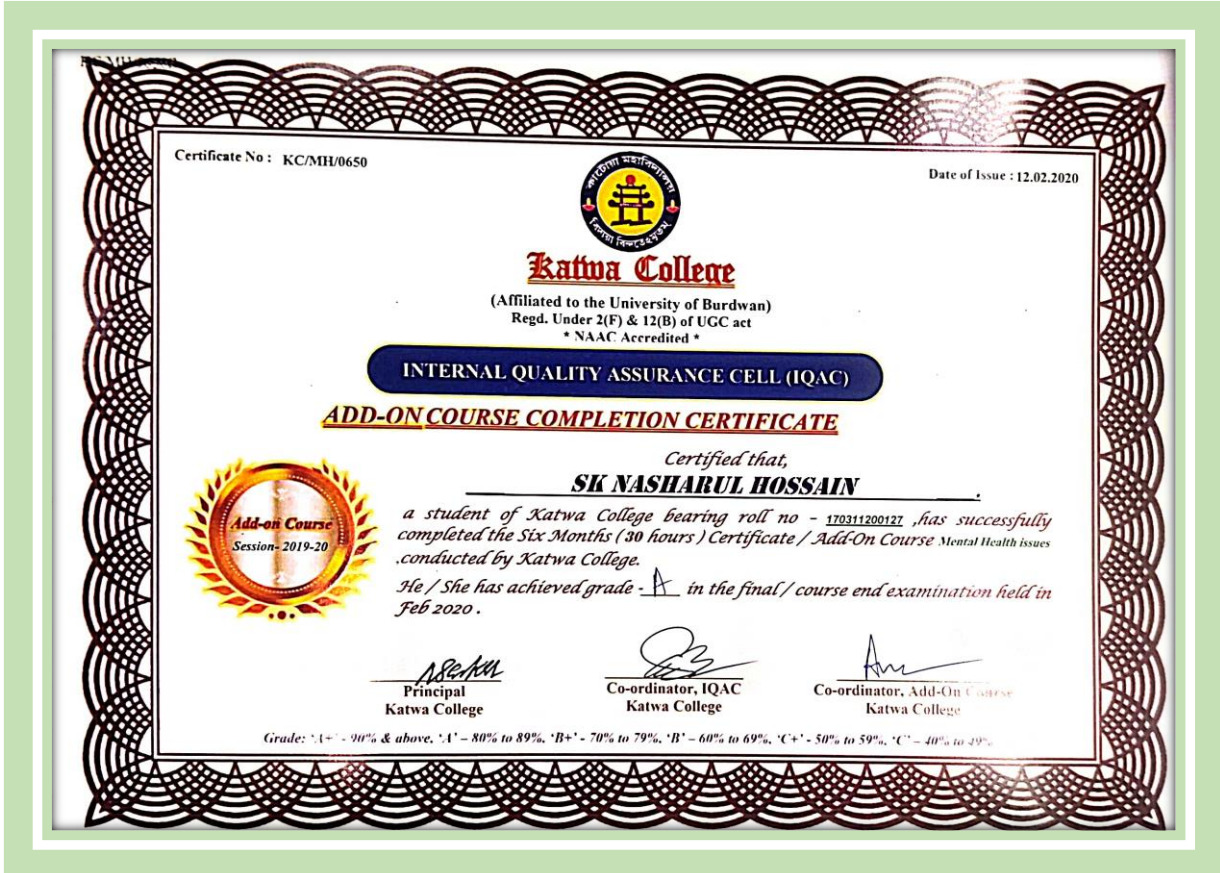 Certificate No : KC/MH/0650
Date of Issue : 12.02.2020
কাটোয়া মহাবিদ্যালয়
Katwa College
(Affiliated to the University of Burdwan)
Regd. Under 2(F) & 12(B) of UGC act
* NAAC Accredited *
INTERNAL QUALITY ASSURANCE CELL (IQAC)
ADD-ON COURSE COMPLETION CERTIFICATE
Certified that,
SK NASHARUL HOSSAIN
Add-on Course
Session- 2019-20
a student of Katwa College bearing roll no - 170311200127 ,has successfully
completed the Six Months ( 30 hours ) Certificate / Add-On Course Mental Health issues
.conducted by Katwa College.
He / She has achieved grade - A in the final / course end examination held in
Feb 2020 .
Principal
Katwa College
Co-ordinator, IQAC
Katwa College
Co-ordinator, Add-On Course
Katwa College
Grade: 'A+' - 90% & above, 'A' – 80% to 89%, 'B+' - 70% to 79%, 'B' – 60% to 69%, 'C+' - 50% to 59%, 'C' – 40% to 49%